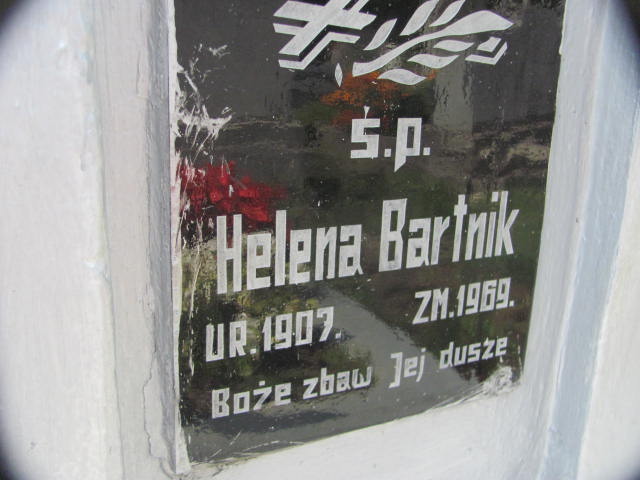 ś.p.
Helena Bartnik
UR.1907. ZM.1969.
Boże zbaw Jej duszę